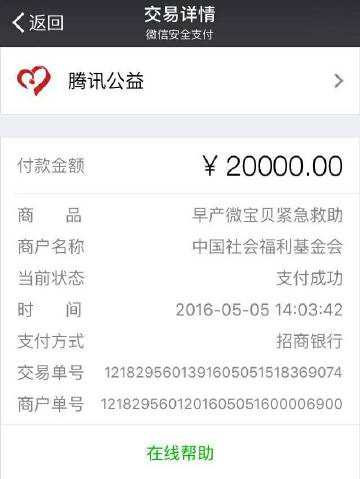 返回
交易详情
微信安全支付
腾讯公益
付款金额 ¥ 20000.00
商 品 早产微宝贝紧急救助
商户名称 中国社会福利基金会
当前状态 支付成功
时 间 2016-05-05 14:03:42
支付方式 招商银行
交易单号 1218295601391605051518369074
商户单号 1218295601201605051600006900
在线帮助